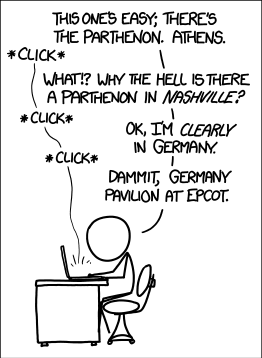 THIS ONE'S EASY; THERE'S
THE PARTHENON. ATHENS.
*CLICK*
WHAT!? WHY THE HELL IS THERE
A PARTHENON IN NASHVILLE?
*CLICK*
OK, I'M CLEARLY
IN GERMANY.
*CLICK*
DAMMIT, GERMANY
PAVILION AT EPCOT.